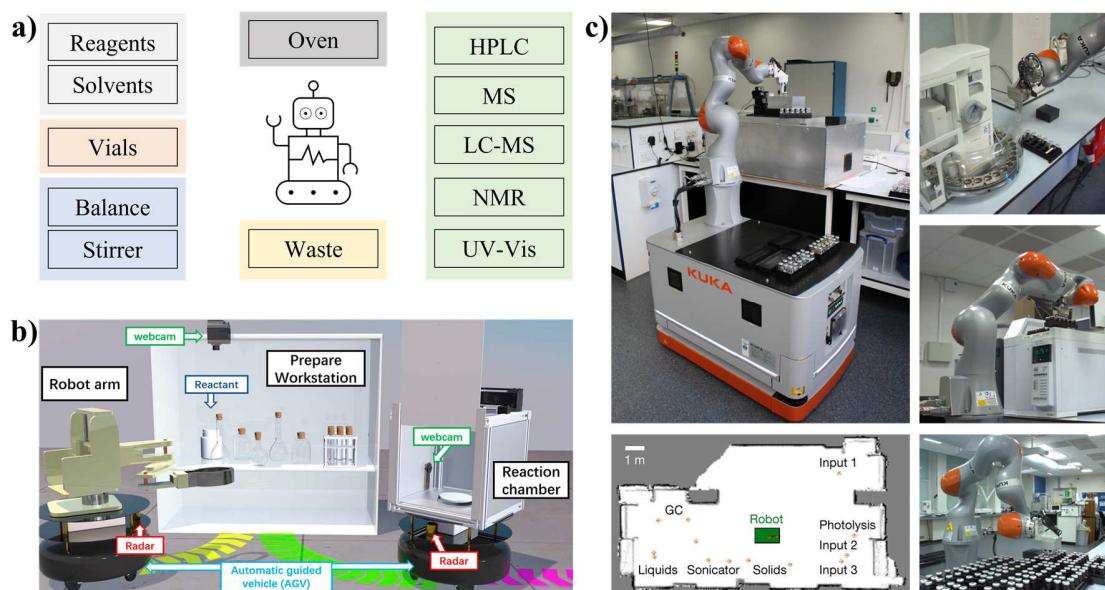 a)
Reagents
Solvents
Vials
Balance
Stirrer
Oven
Waste
HPLC
MS
LC-MS
NMR
UV-Vis
b)
webcam
Robot arm
Reactant
Prepare
Workstation
webcam
Reaction
chamber
Radar
Radar
Automatic guided
vehicle (AGV)
c)
KUKA
KUKA
1 m
Input 1
GC
Robot
Photolysis
Input 2
Liquids
Sonicator
Solids
Input 3
KUKA